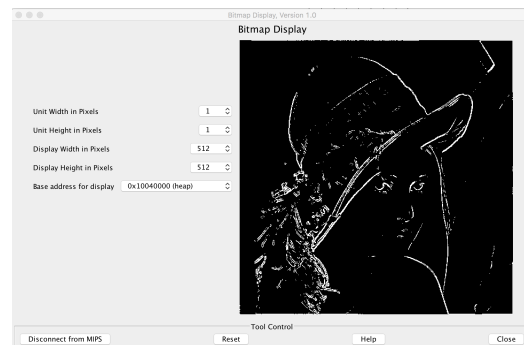 Bitmap Display, Version 1.0
Bitmap Display
Unit Width in Pixels 1
Unit Height in Pixels 1
Display Width in Pixels 512
Display Height in Pixels 512
Base address for display 0x10040000 (heap)
Tool Control
Disconnect from MIPS Reset Help Close